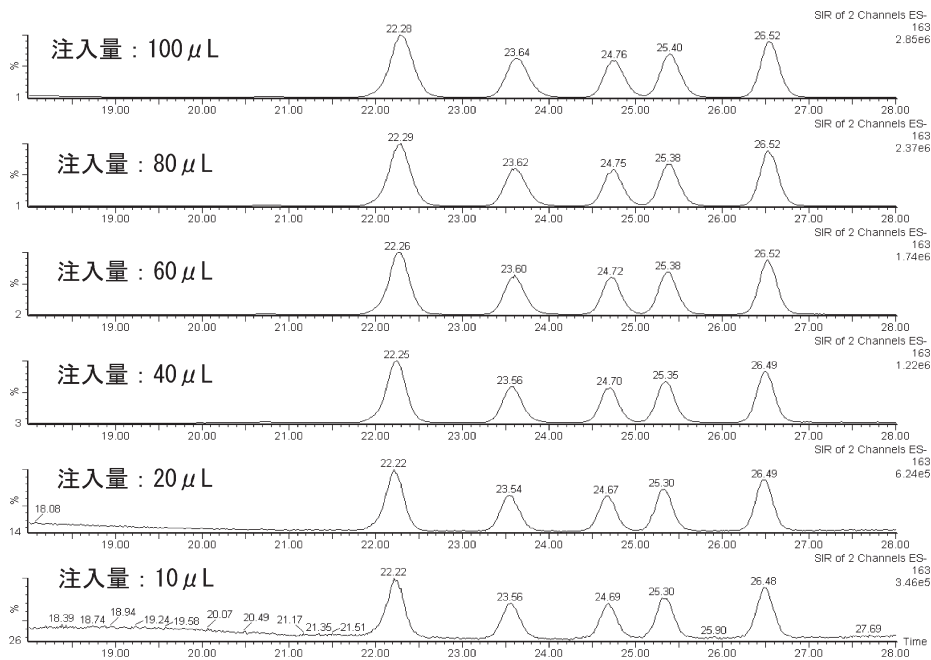 SIR of 2 Channels ES-
163
2.85e6
注入量：100μL
%
1
22.28
23.64
24.76
25.40
26.52
19.00 20.00 21.00 22.00 23.00 24.00 25.00 26.00 27.00 28.00
SIR of 2 Channels ES-
163
2.37e6
注入量：80μL
%
1
22.29
23.62
24.75
25.38
26.52
19.00 20.00 21.00 22.00 23.00 24.00 25.00 26.00 27.00 28.00
SIR of 2 Channels ES-
163
1.74e6
注入量：60μL
%
2
22.26
23.60
24.72
25.38
26.52
19.00 20.00 21.00 22.00 23.00 24.00 25.00 26.00 27.00 28.00
SIR of 2 Channels ES-
163
1.22e6
注入量：40μL
%
3
22.25
23.56
24.70
25.35
26.49
19.00 20.00 21.00 22.00 23.00 24.00 25.00 26.00 27.00 28.00
SIR of 2 Channels ES-
163
6.24e5
注入量：20μL
%
14
18.08
22.22
23.54
24.67
25.30
26.49
19.00 20.00 21.00 22.00 23.00 24.00 25.00 26.00 27.00 28.00
SIR of 2 Channels ES-
163
3.46e5
注入量：10μL
%
26
18.39
18.74
18.94
19.24
19.58
20.07
20.49
21.17
21.35
21.51
22.22
23.56
24.69
25.30
25.90
26.48
27.69
Time
19.00 20.00 21.00 22.00 23.00 24.00 25.00 26.00 27.00 28.00